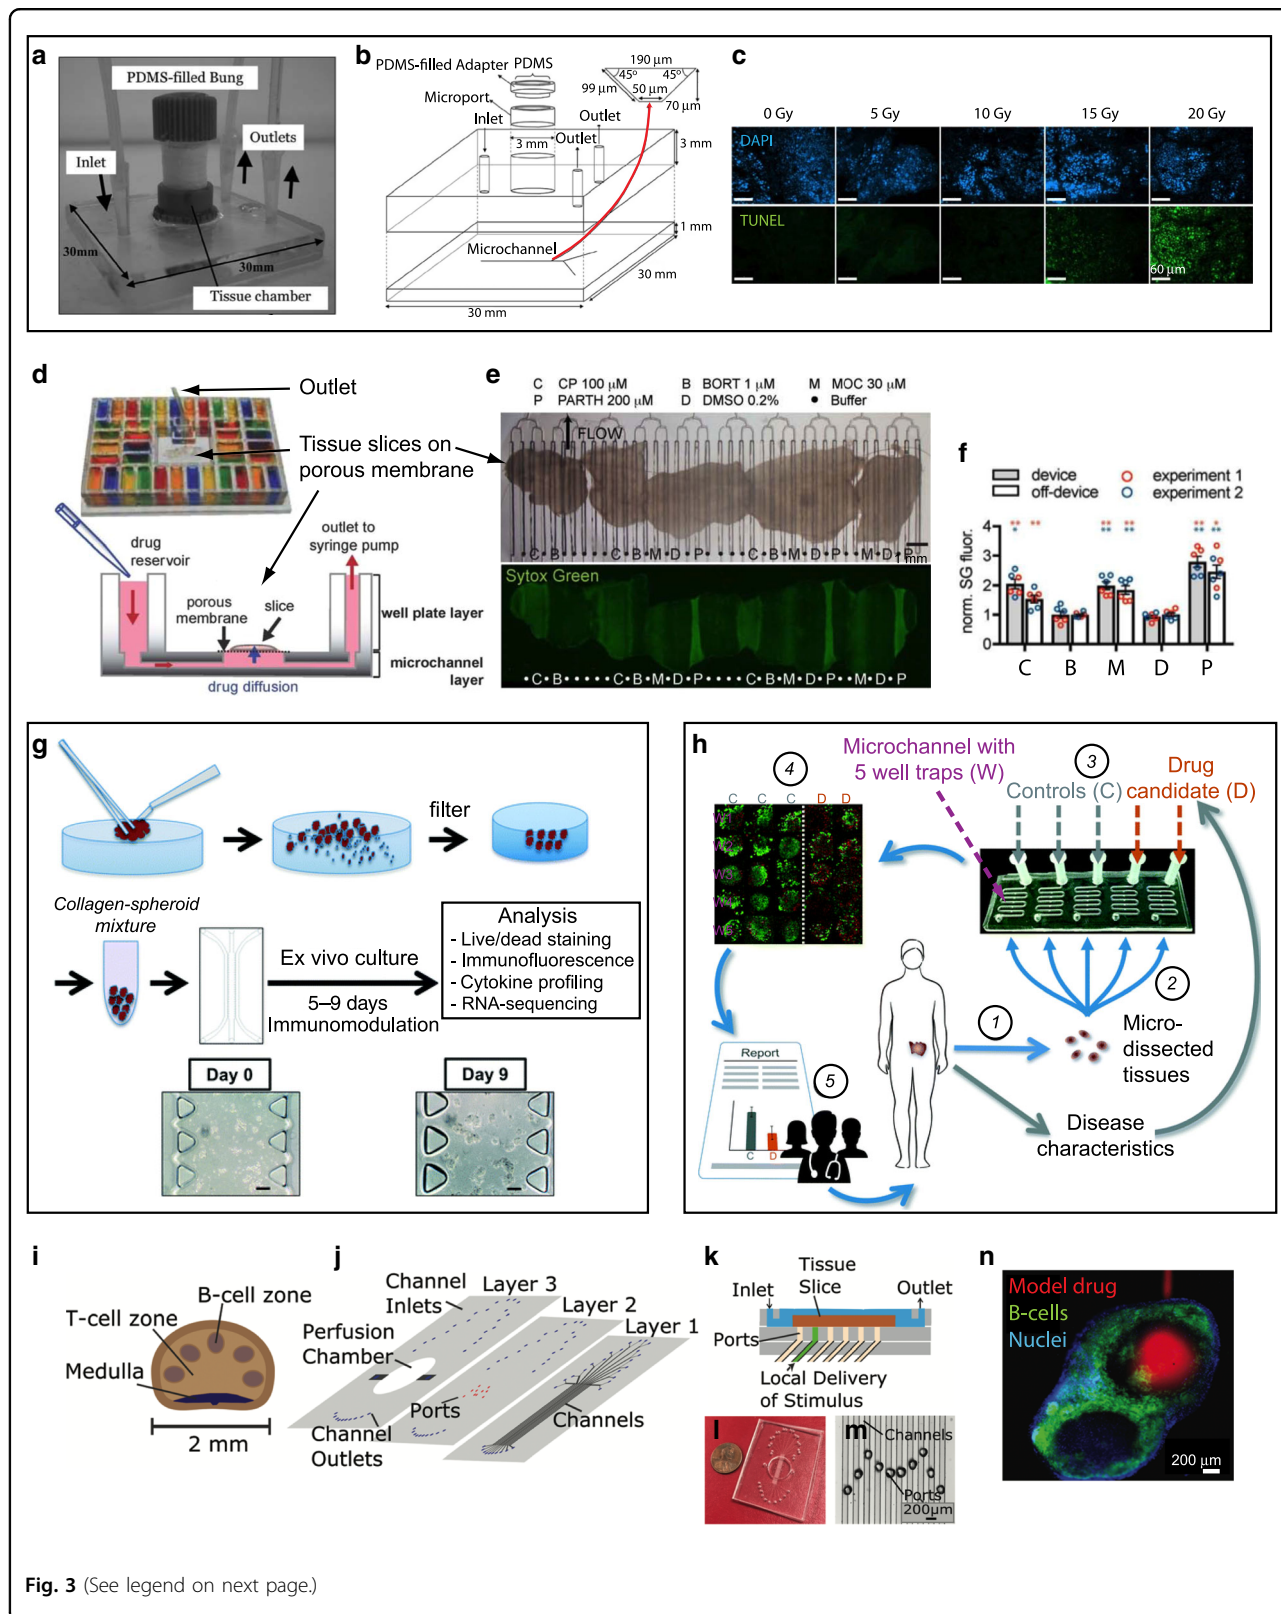 a
PDMS-filled Bung
Inlet
Outlets
30mm
30mm
Tissue chamber
b
PDMS-filled Adapter
PDMS
Microport
Inlet
3 mm
Outlet
Outlet
190 µm
45°
45°
99 µm
50 µm
70 µm
3 mm
1 mm
Microchannel
30 mm
30 mm
c
0 Gy
5 Gy
10 Gy
15 Gy
20 Gy
DAPI
TUNEL
60 µm
d
Outlet
Tissue slices on
porous membrane
drug
reservoir
outlet to
syringe pump
porous
membrane
slice
well plate layer
microchannel
layer
drug diffusion
e
C CP 100 µM B BORT 1 µM M MOC 30 µM
P PARTH 200 µM D DMSO 0.2% • Buffer
FLOW
•C•B•••••C•B•M•D•P••••C•B•M•D•P••M•D•P
1 mm
Sytox Green
•C•B•••••C•B•M•D•P••••C•B•M•D•P••M•D•P•
f
device
off-device
experiment 1
experiment 2
norm. SG fluor.
4
3
2
1
0
C B M D P
g
filter
Collagen-spheroid
mixture
Ex vivo culture
5–9 days
Immunomodulation
Analysis
- Live/dead staining
- Immunofluorescence
- Cytokine profiling
- RNA-sequencing
Day 0
Day 9
h
Microchannel with
5 well traps (W)
3
Controls (C)
Drug
candidate (D)
4
C C C D D
2
1
Micro-
dissected
tissues
Report
C D
5
Disease
characteristics
i
B-cell zone
T-cell zone
Medulla
2 mm
j
Channel
Inlets
Layer 3
Layer 2
Layer 1
Perfusion
Chamber
Ports
Channels
Channel
Outlets
k
Tissue
Slice
Inlet
Outlet
Ports
Local Delivery
of Stimulus
l
m
Channels
Ports
200µm
n
Model drug
B-cells
Nuclei
200 µm
Fig. 3 (See legend on next page.)